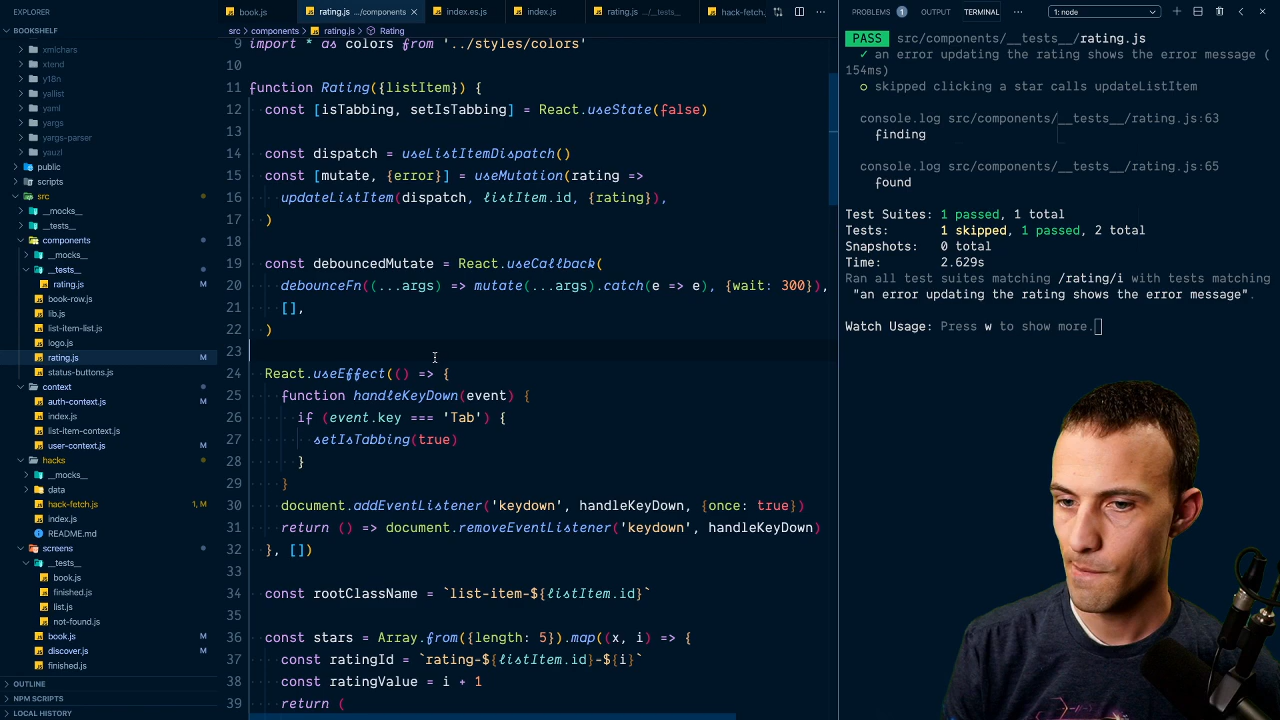 EXPLORER
BOOKSHELF
xmlchars
xtend
y18n
yallist
yaml
yargs
yargs-parser
yauzl
public
scripts
src
__mocks__
__tests__
components
__mocks__
__tests__
rating.js
book-row.js
lib.js
list-item-list.js
logo.js
rating.js M
status-buttons.js
context
auth-context.js M
index.js
list-item-context.js
user-context.js M
hacks
__mocks__
data
hack-fetch.js 1, M
index.js
README.md
screens
__tests__
book.js
finished.js
list.js
not-found.js
book.js M
discover.js M
finished.js
OUTLINE
NPM SCRIPTS
LOCAL HISTORY
book.js
rating.js .../components
index.es.js
index.js
rating.js .../__tests__
hack-fetch.
src > components > rating.js > Rating
9 import * as colors from '../styles/colors'
10
11 function Rating({listItem}) {
12 const [isTabbing, setIsTabbing] = React.useState(false)
13
14 const dispatch = useListItemDispatch()
15 const [mutate, {error}] = useMutation(rating =>
16 updateListItem(dispatch, listItem.id, {rating}),
17 )
18
19 const debouncedMutate = React.useCallback(
20 debounceFn((...args) => mutate(...args).catch(e => e), {wait: 300}),
21 [],
22 )
23
24 React.useEffect(() => {
25 function handleKeyDown(event) {
26 if (event.key === 'Tab') {
27 setIsTabbing(true)
28 }
29 }
30 document.addEventListener('keydown', handleKeyDown, {once: true})
31 return () => document.removeEventListener('keydown', handleKeyDown)
32 }, [])
33
34 const rootClassName = `list-item-${listItem.id}`
35
36 const stars = Array.from({length: 5}).map((x, i) => {
37 const ratingId = `rating-${listItem.id}-${i}`
38 const ratingValue = i + 1
39 return (
PROBLEMS 1 OUTPUT TERMINAL ··· 1: node
PASS src/components/__tests__/rating.js
✓ an error updating the rating shows the error message (
154ms)
○ skipped clicking a star calls updateListItem
console.log src/components/__tests__/rating.js:63
finding
console.log src/components/__tests__/rating.js:65
found
Test Suites: 1 passed, 1 total
Tests: 1 skipped, 1 passed, 2 total
Snapshots: 0 total
Time: 2.629s
Ran all test suites matching /rating/i with tests matching
"an error updating the rating shows the error message".
Watch Usage: Press w to show more.